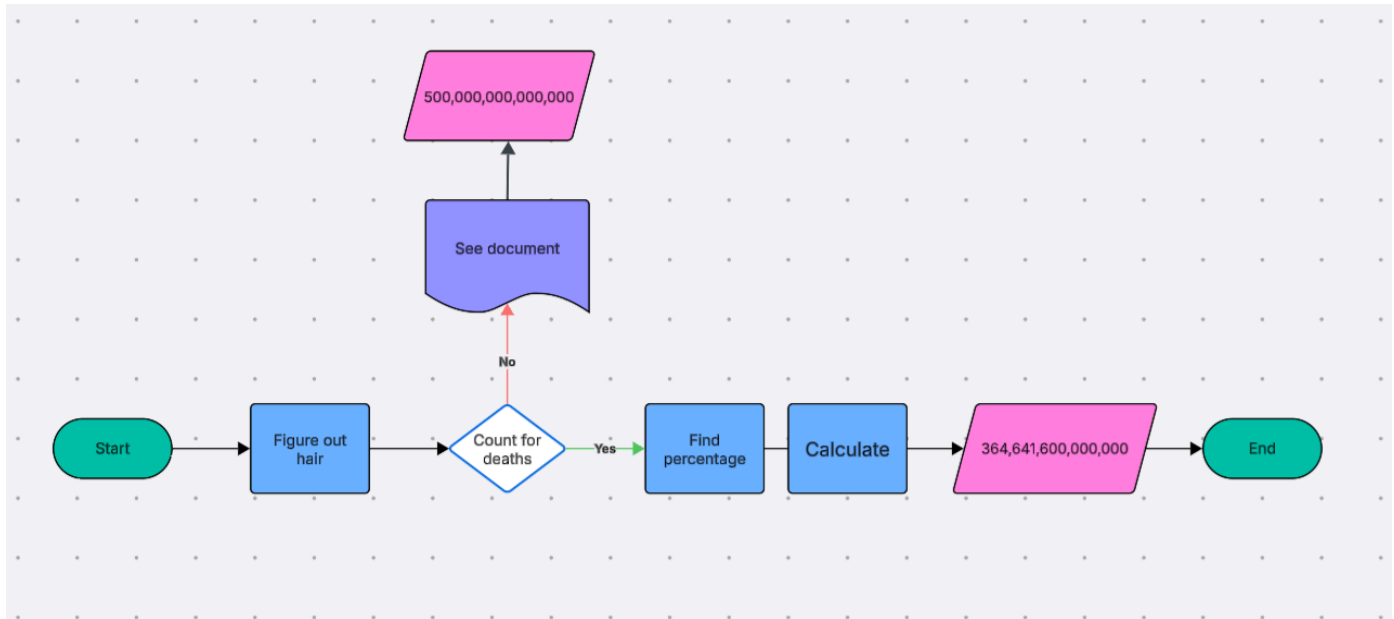 500,000,000,000,000
See document
No
Start
Figure out
hair
Count for
deaths
Yes
Find
percentage
Calculate
364,641,600,000,000
End